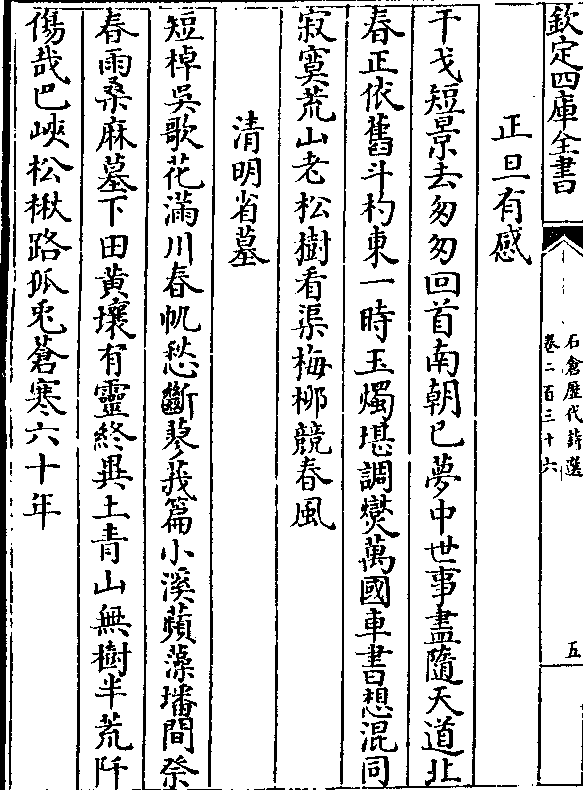 欽定四庫全書
石倉歴代詩選
卷二百三十六
五
正旦有感
干戈短景去匆匆回首南朝已夢中世事盡隨天道北
春正依舊斗杓東一時玉燭堪調爕萬國車書想混同
寂寞荒山老松樹看渠梅柳競春風
清明省墓
短棹吳歌花滿川春帆愁斷蓼莪篇小溪蘋藻墦間祭
春雨桑麻墓下田黄壤有靈終異土青山無樹半荒阡
傷哉巴峽松楸路狐兎蒼寒六十年